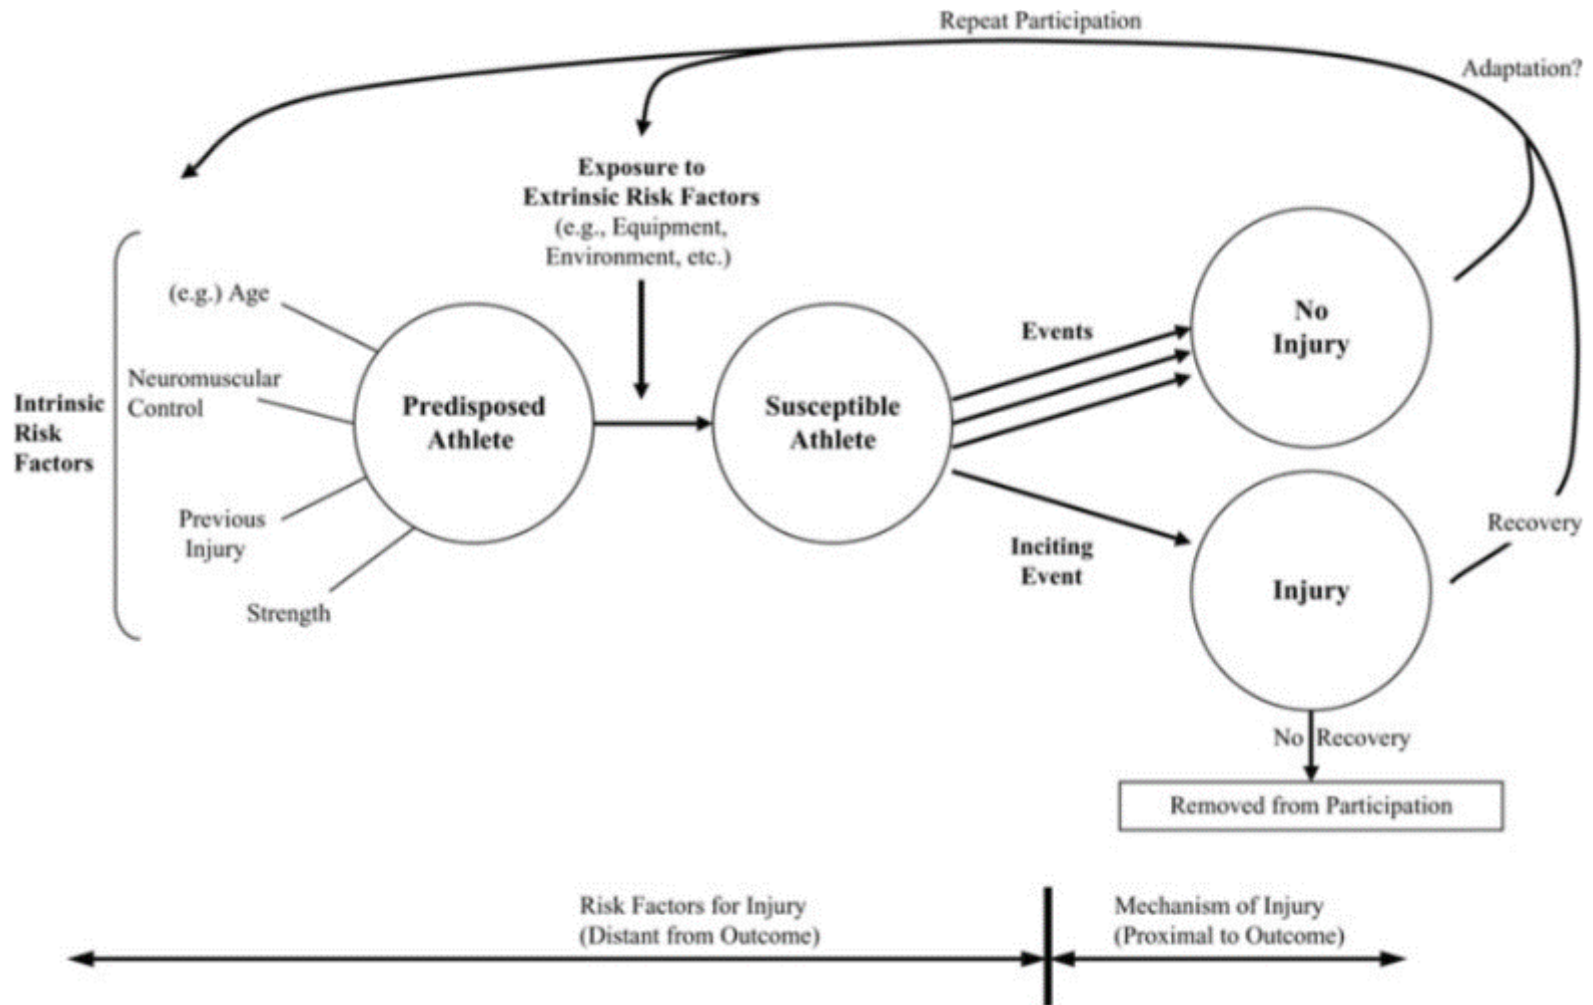 Repeat Participation
Adaptation?
Exposure to
Extrinsic Risk Factors
(e.g., Equipment,
Environment, etc.)
(e.g.) Age
Neuromuscular
Control
Intrinsic
Risk
Factors
Previous
Injury
Strength
Predisposed
Athlete
Susceptible
Athlete
Events
Inciting
Event
No
Injury
Injury
Recovery
No Recovery
Removed from Participation
Risk Factors for Injury
(Distant from Outcome)
Mechanism of Injury
(Proximal to Outcome)